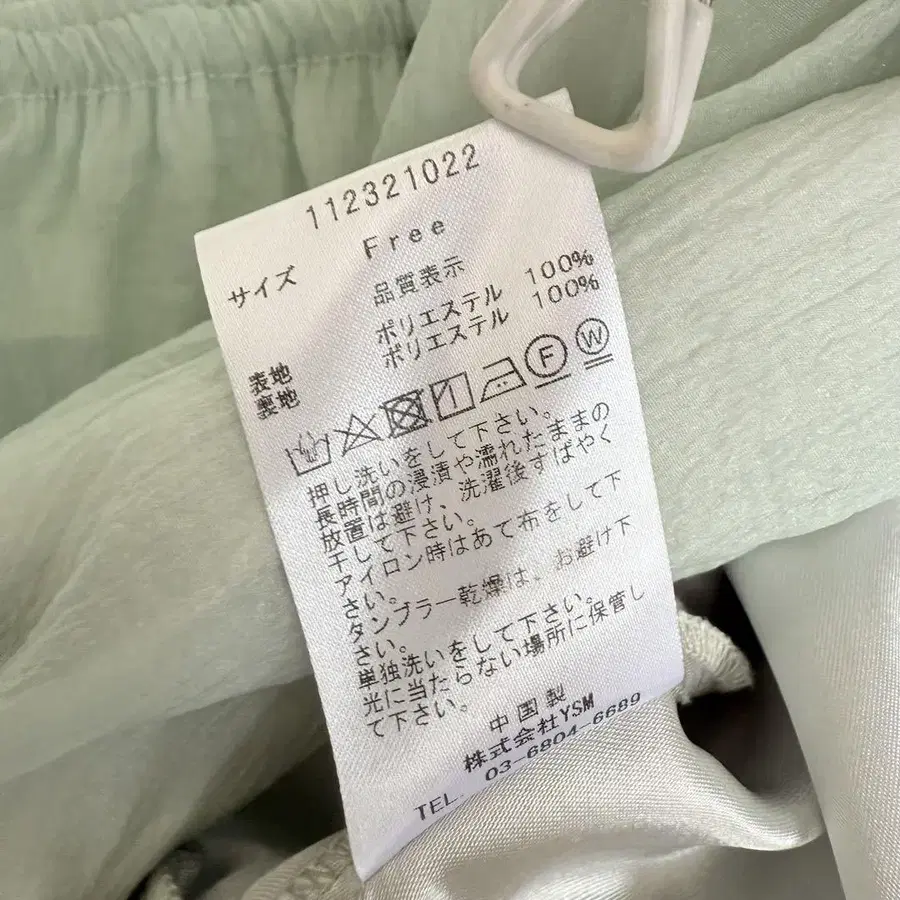 112321022
サイズ Free
品質表示
表地 ポリエステル 100%
裏地 ポリエステル 100%
F W
押し洗いをして下さい。
長時間の浸漬や濡れたままの
放置は避け、洗濯後すばやく
干して下さい。
アイロン時はあて布をして下
さい。
タンブラー乾燥は、お避け下
さい。
単独洗いをして下さい。
光に当たらない場所に保管し
て下さい。
中国製
株式会社YSM
TEL. 03-6804-6689